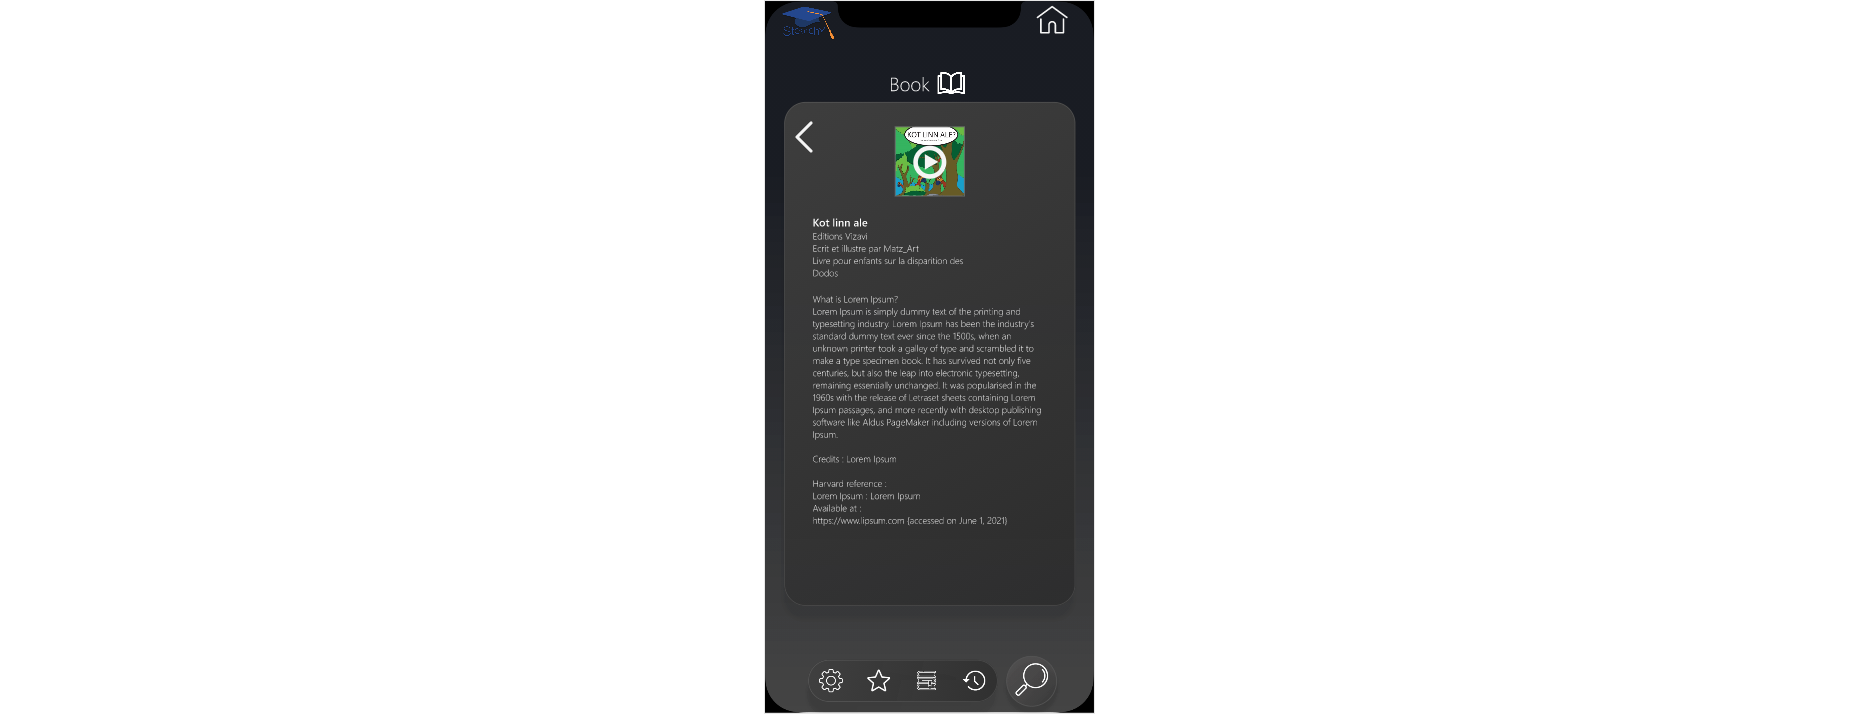 Book
KOT LINN ALE?
Kot linn ale
Editions Vizavi
Ecrit et illustre par Matz_Art
Livre pour enfants sur la disparition des
Dodos
What is Lorem Ipsum?
Lorem Ipsum is simply dummy text of the printing and
typesetting industry. Lorem Ipsum has been the industry's
standard dummy text ever since the 1500s, when an
unknown printer took a galley of type and scrambled it to
make a type specimen book. It has survived not only five
centuries, but also the leap into electronic typesetting,
remaining essentially unchanged. It was popularised in the
1960s with the release of Letraset sheets containing Lorem
Ipsum passages, and more recently with desktop publishing
software like Aldus PageMaker including versions of Lorem
Ipsum.
Credits : Lorem Ipsum
Harvard reference :
Lorem Ipsum : Lorem Ipsum
Available at :
https://www.lipsum.com (accessed on June 1, 2021)